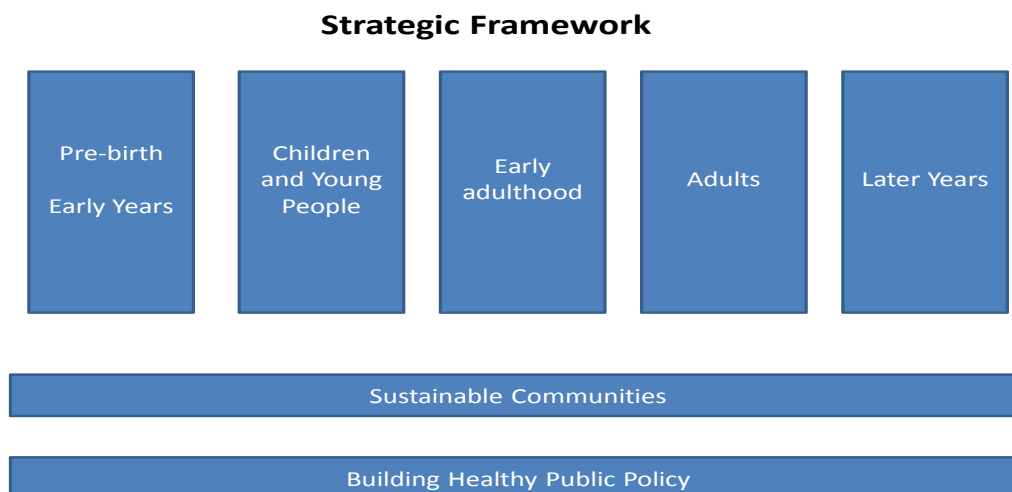 Strategic Framework
Pre-birth
Early Years
Children
and Young
People
Early
adulthood
Adults
Later Years
Sustainable Communities
Building Healthy Public Policy